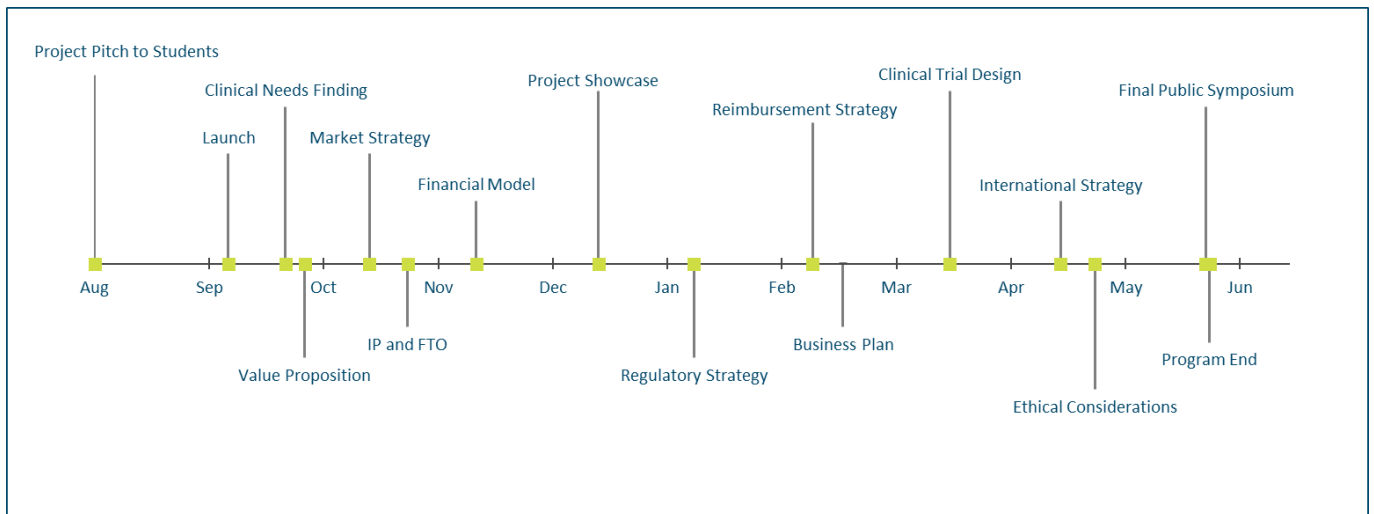 Project Pitch to Students
Clinical Needs Finding
Launch
Market Strategy
Financial Model
Project Showcase
Reimbursement Strategy
Clinical Trial Design
International Strategy
Final Public Symposium
Aug Sep Oct Nov Dec Jan Feb Mar Apr May Jun
Value Proposition
IP and FTO
Regulatory Strategy
Business Plan
Ethical Considerations
Program End